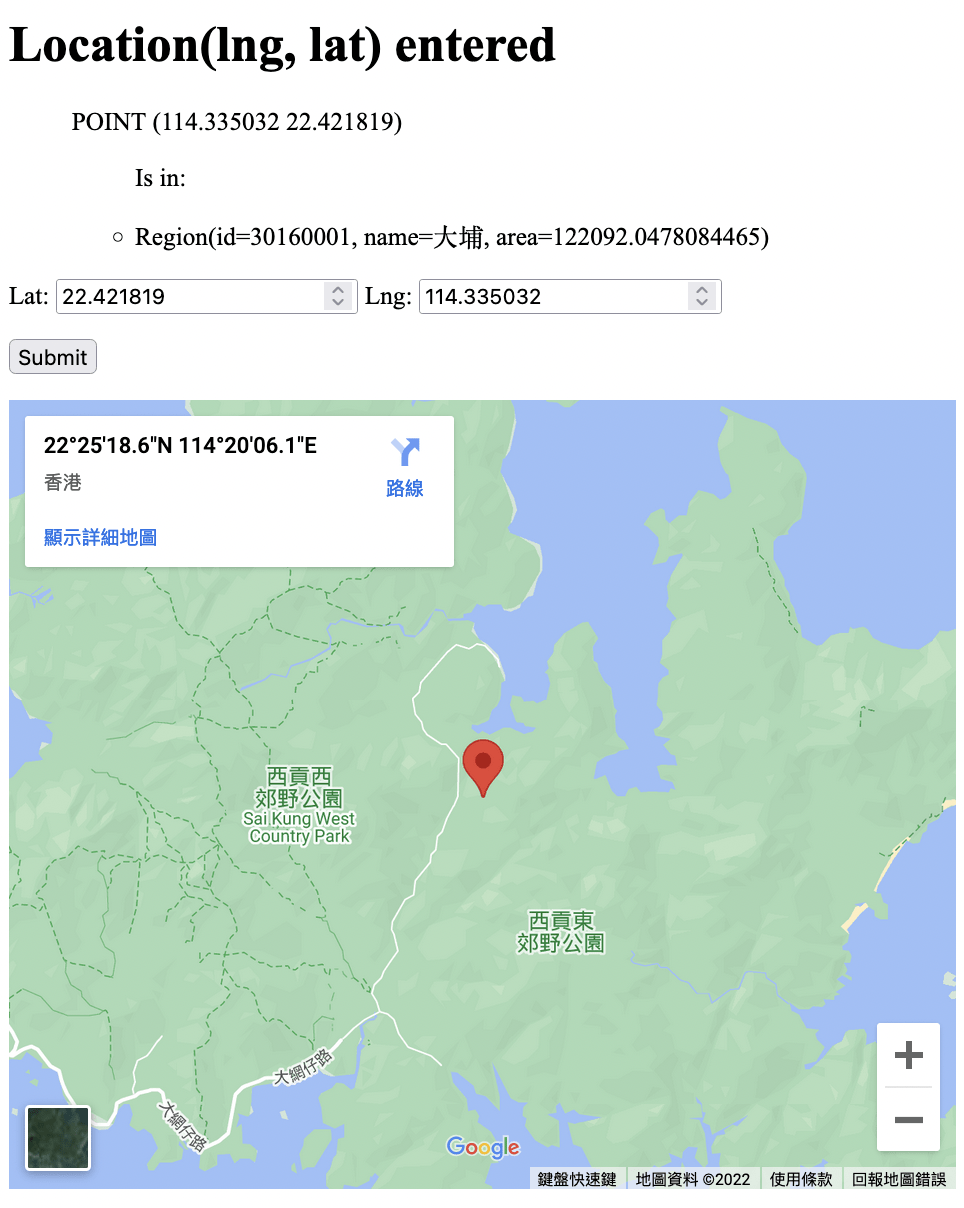 Location(lng, lat) entered
POINT (114.335032 22.421819)
Is in:
Region(id=30160001, name=大埔, area=122092.0478084465)
Lat: 22.421819 Lng: 114.335032
Submit
22°25'18.6"N 114°20'06.1"E
香港
路線
顯示詳細地圖
西貢西
郊野公園
Sai Kung West
Country Park
西貢東
郊野公園
大網仔路
大網仔路
Google
鍵盤快速鍵 地圖資料 ©2022 使用條款 回報地圖錯誤